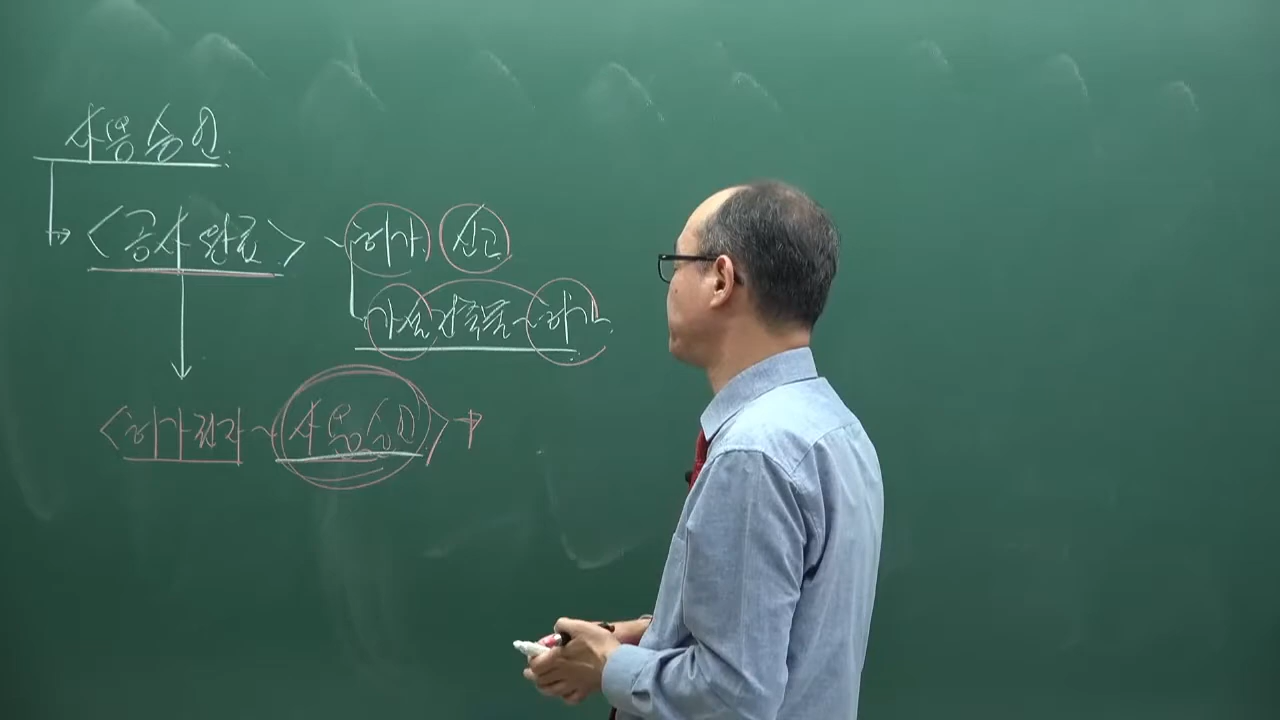 사용승인
<공사완료> ~ 허가 신고
가설건축물 ~ 허가
<허가권자 ~ 사용승인>